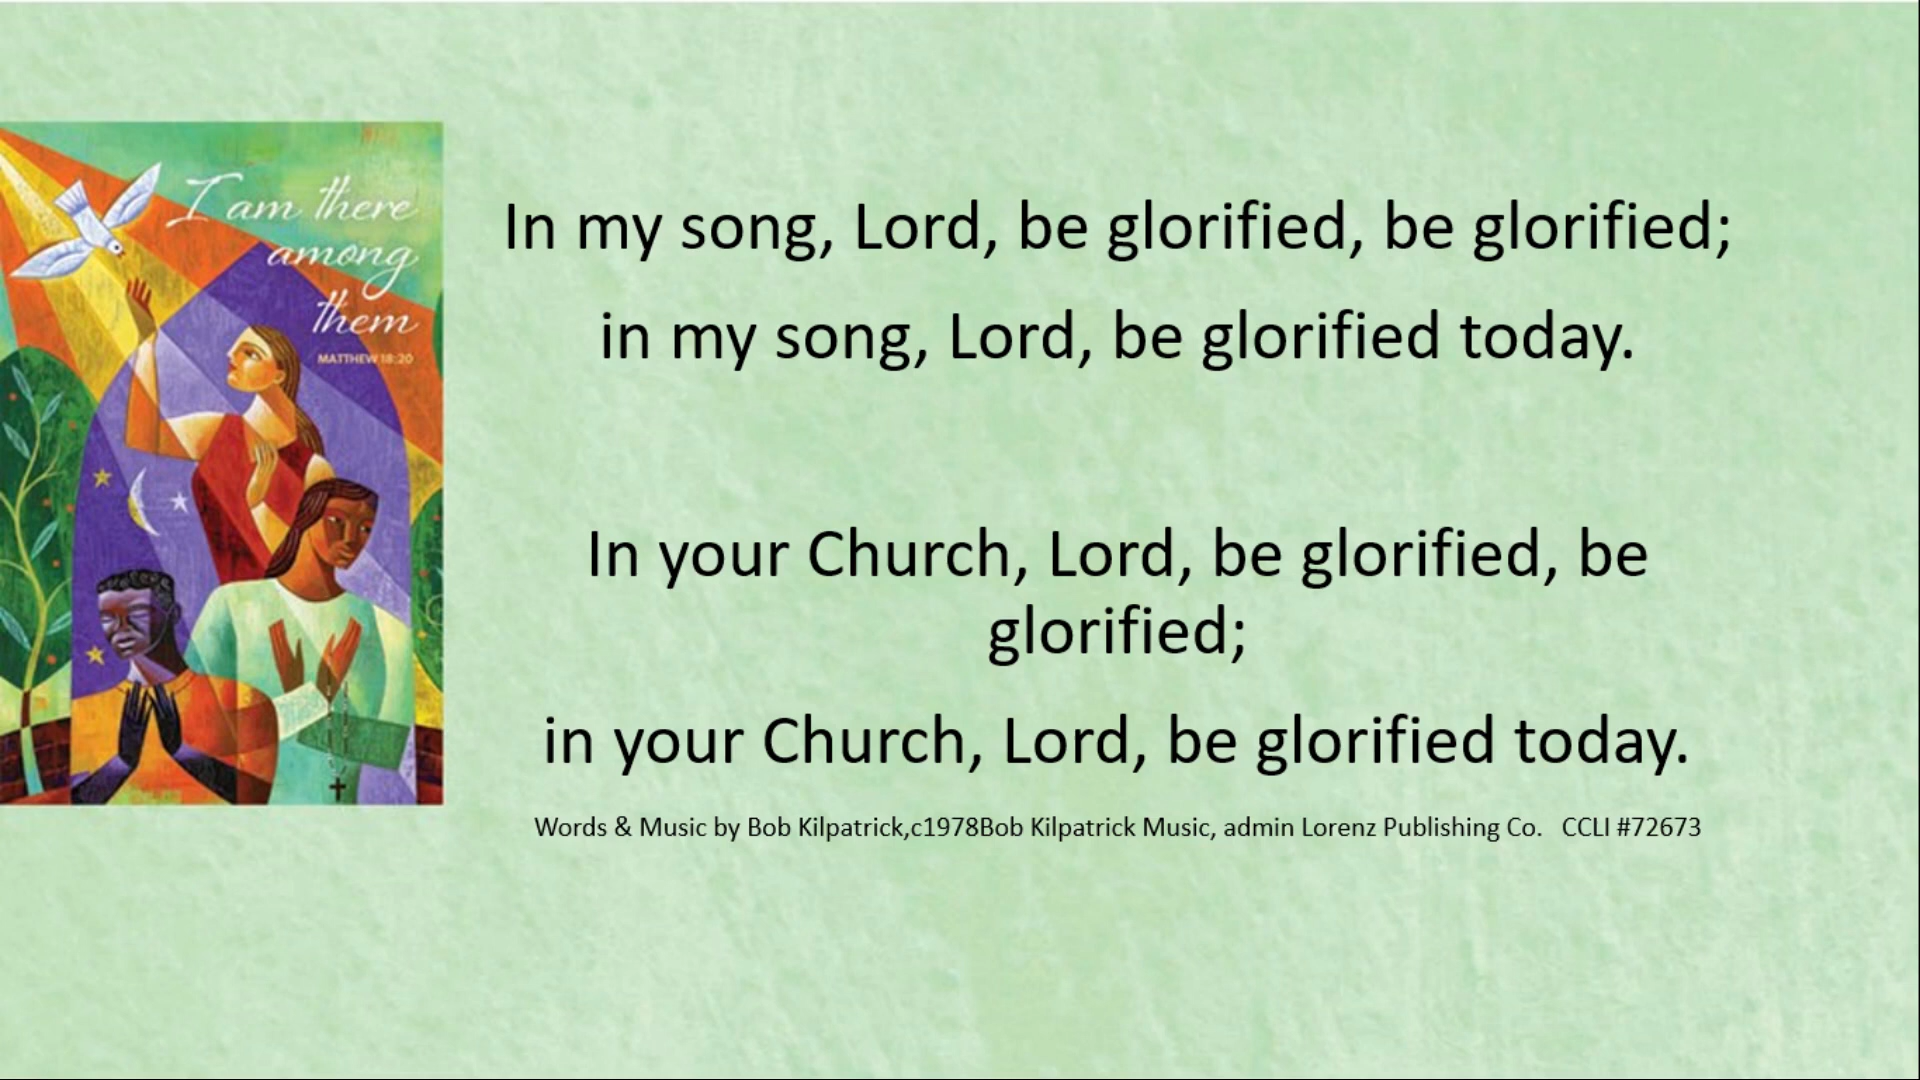 I am there
among
them
MATTHEW 18:20
In my song, Lord, be glorified, be glorified;
in my song, Lord, be glorified today.
In your Church, Lord, be glorified, be
glorified;
in your Church, Lord, be glorified today.
Words & Music by Bob Kilpatrick,c1978Bob Kilpatrick Music, admin Lorenz Publishing Co.   CCLI #72673